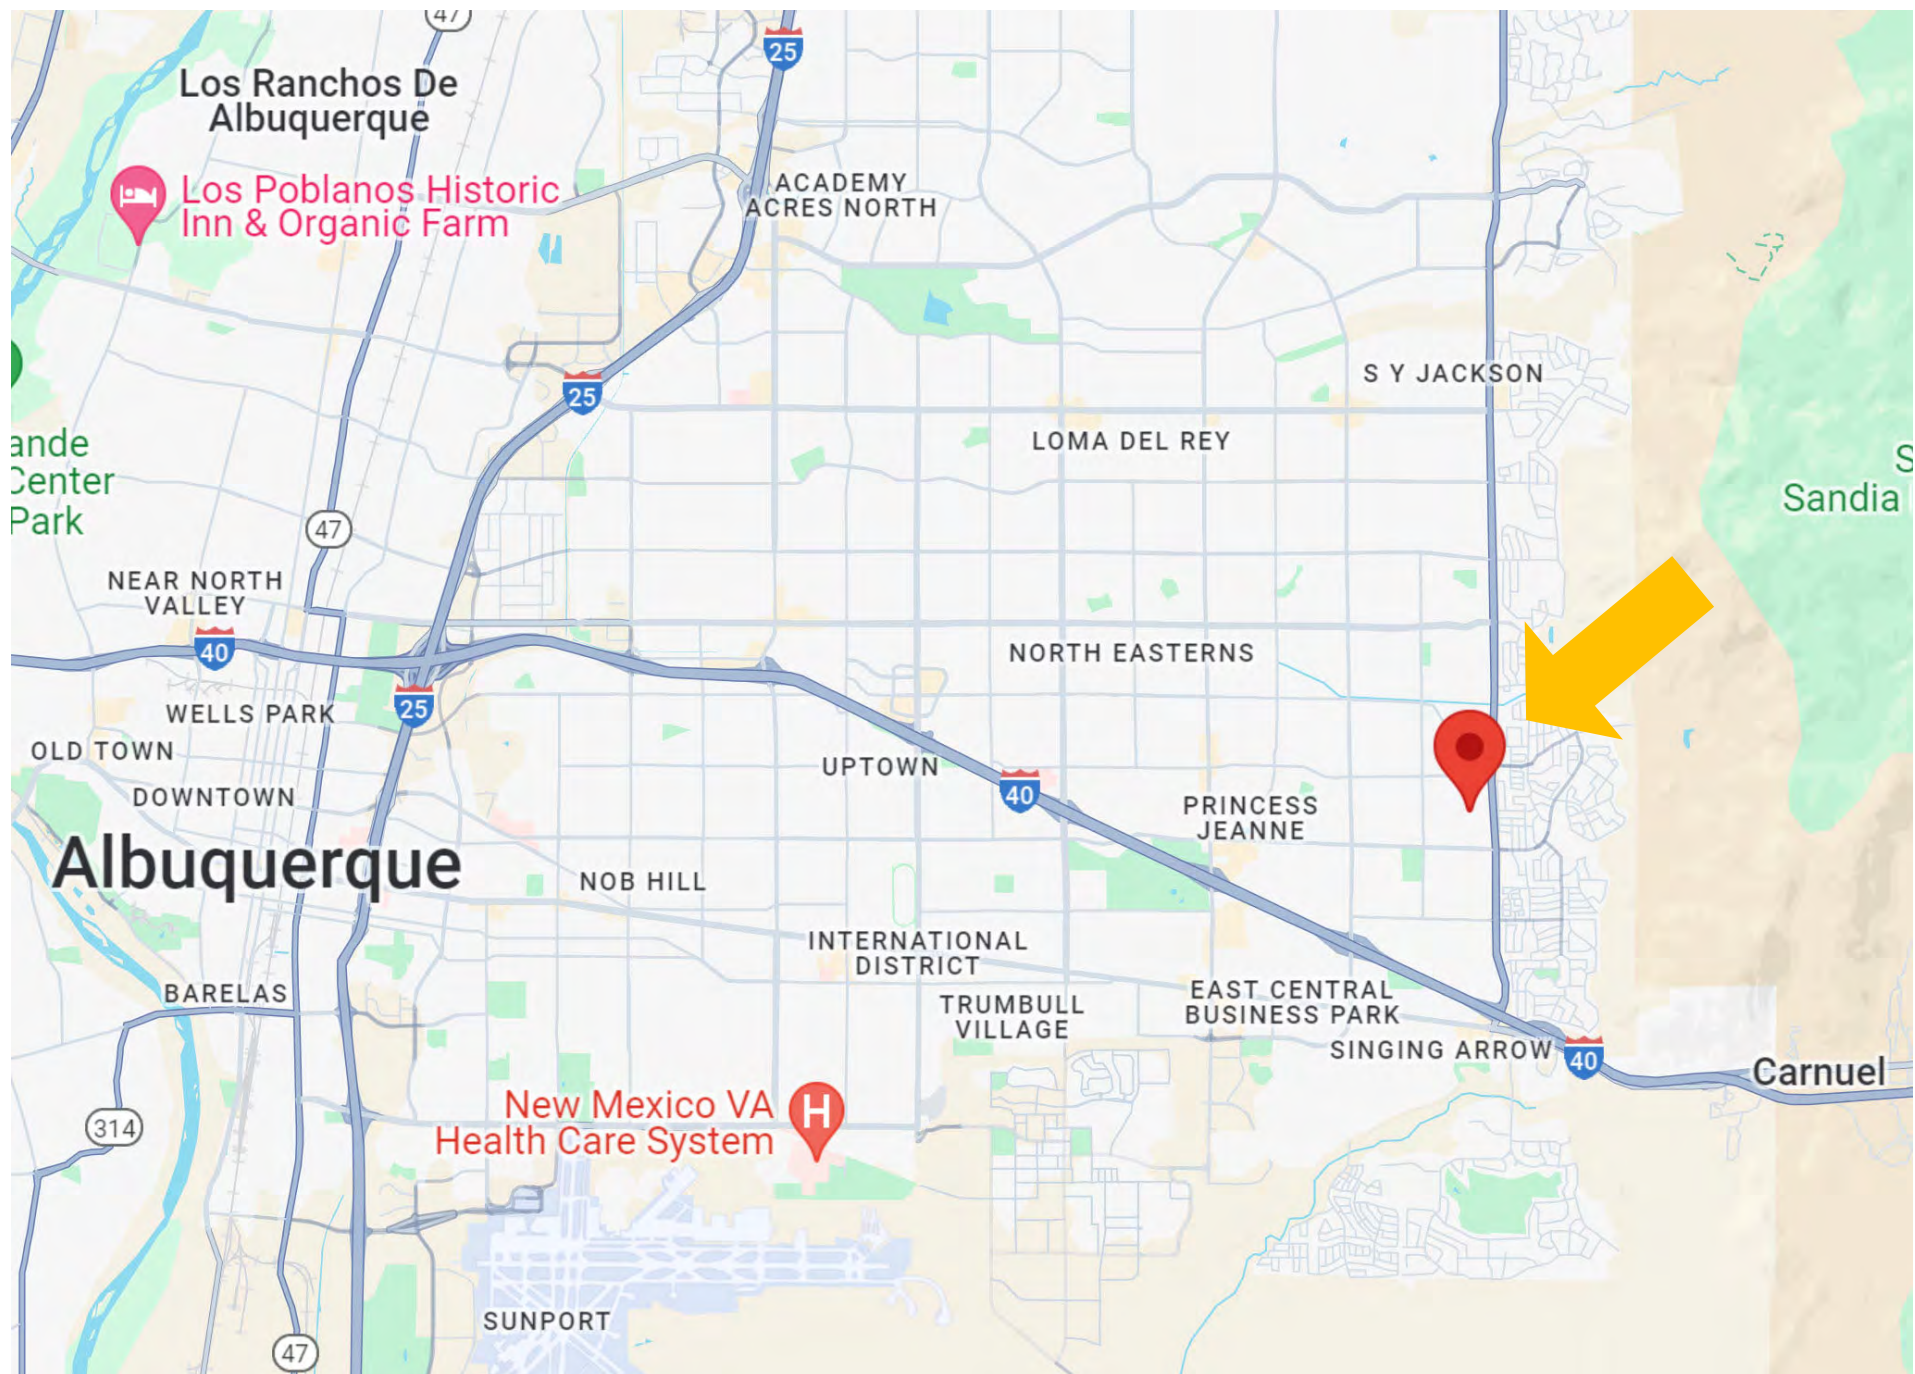 47
25
Los Ranchos De
Albuquerque
Los Poblanos Historic
Inn & Organic Farm
ACADEMY
ACRES NORTH
S Y JACKSON
25
LOMA DEL REY
ande
Center
Park
S
Sandia
47
NEAR NORTH
VALLEY
40
NORTH EASTERNS
25
WELLS PARK
OLD TOWN
DOWNTOWN
UPTOWN
40
PRINCESS
JEANNE
Albuquerque
NOB HILL
INTERNATIONAL
DISTRICT
BARELAS
TRUMBULL
VILLAGE
EAST CENTRAL
BUSINESS PARK
SINGING ARROW
40
Carnuel
New Mexico VA
Health Care System
H
314
SUNPORT
47